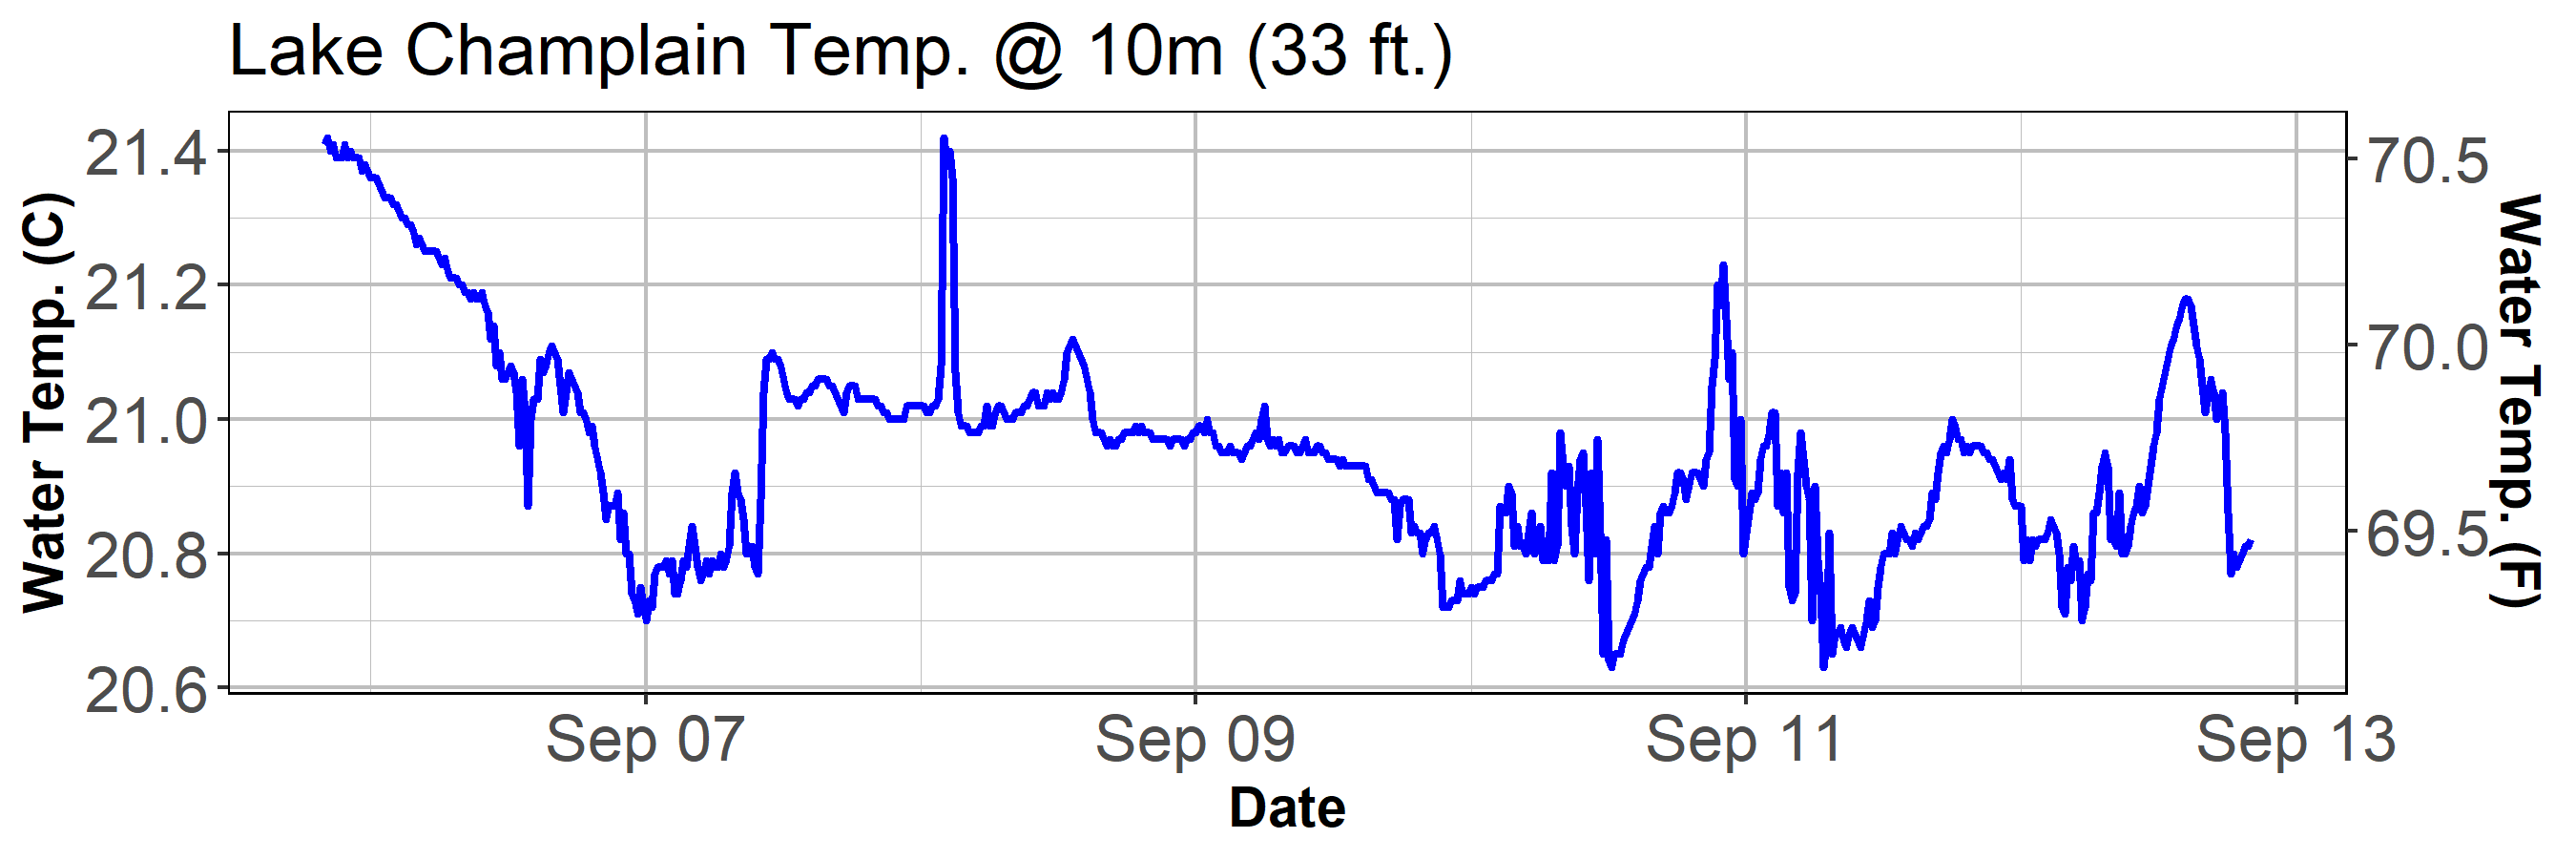 Lake Champlain Temp. @ 10m (33 ft.)
Water Temp. (C)
21.4
21.2
21.0
20.8
20.6
70.5
70.0
69.5
Water Temp. (F)
Sep 07
Sep 09
Sep 11
Sep 13
Date